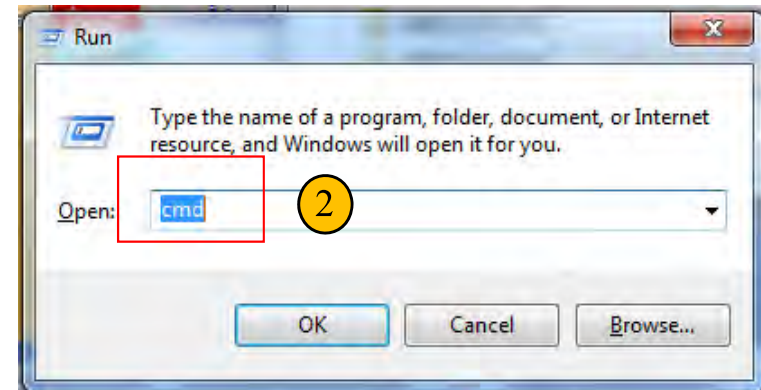 Run
Type the name of a program, folder, document, or Internet
resource, and Windows will open it for you.
Open: cmd 2
OK Cancel Browse...